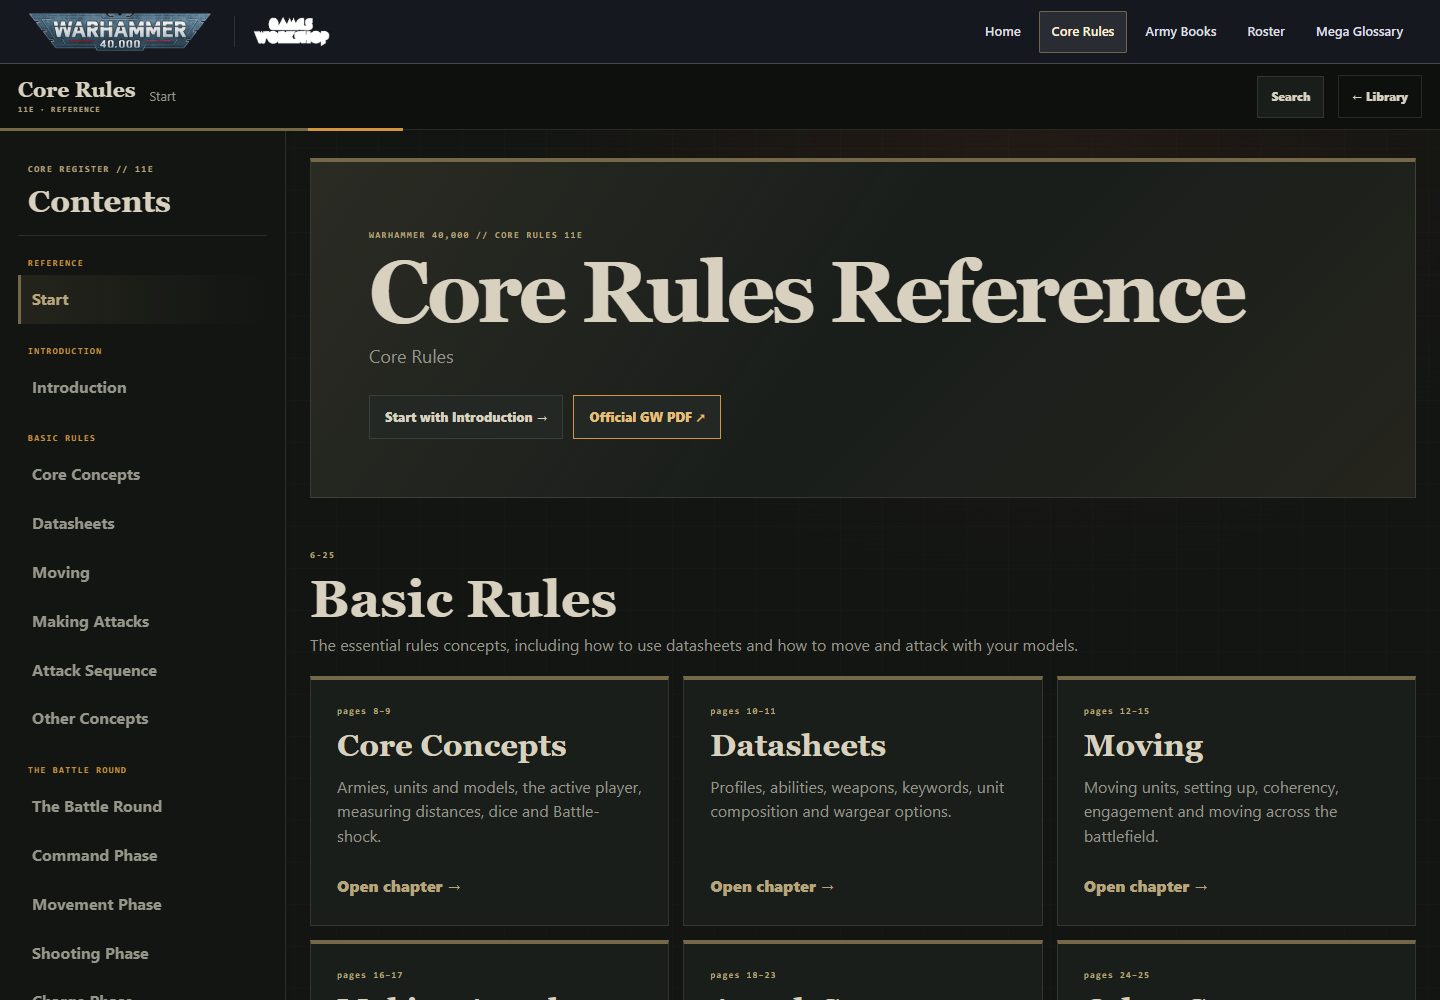 WARHAMMER
40,000
GAMES
WORKSHOP
Home
Core Rules
Army Books
Roster
Mega Glossary
Core Rules
Start
11E · REFERENCE
Search
← Library
CORE REGISTER // 11E
Contents
REFERENCE
Start
INTRODUCTION
Introduction
BASIC RULES
Core Concepts
Datasheets
Moving
Making Attacks
Attack Sequence
Other Concepts
THE BATTLE ROUND
The Battle Round
Command Phase
Movement Phase
Shooting Phase
WARHAMMER 40,000 // CORE RULES 11E
Core Rules Reference
Core Rules
Start with Introduction →
Official GW PDF ↗
6-25
Basic Rules
The essential rules concepts, including how to use datasheets and how to move and attack with your models.
pages 8–9
Core Concepts
Armies, units and models, the active player,
measuring distances, dice and Battle-
shock.
Open chapter →
pages 10–11
Datasheets
Profiles, abilities, weapons, keywords, unit
composition and wargear options.
Open chapter →
pages 12–15
Moving
Moving units, setting up, coherency,
engagement and moving across the
battlefield.
Open chapter →
pages 16–17
pages 18–23
pages 24–25